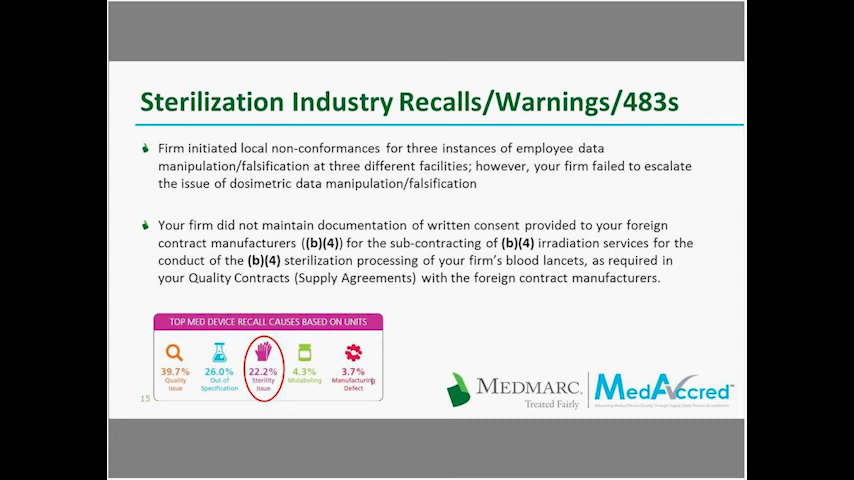 Sterilization Industry Recalls/Warnings/483s
Firm initiated local non-conformances for three instances of employee data
manipulation/falsification at three different facilities; however, your firm failed to escalate
the issue of dosimetric data manipulation/falsification
Your firm did not maintain documentation of written consent provided to your foreign
contract manufacturers ((b)(4)) for the sub-contracting of (b)(4) irradiation services for the
conduct of the (b)(4) sterilization processing of your firm's blood lancets, as required in
your Quality Contracts (Supply Agreements) with the foreign contract manufacturers.
TOP MED DEVICE RECALL CAUSES BASED ON UNITS
39.7% 26.0% 22.2% 4.3% 3.7%
Quality Out of Sterility Mislabeling Manufacturing
Issue Specification Issue Defect
15
MEDMARC
Treated Fairly
MedAccred™